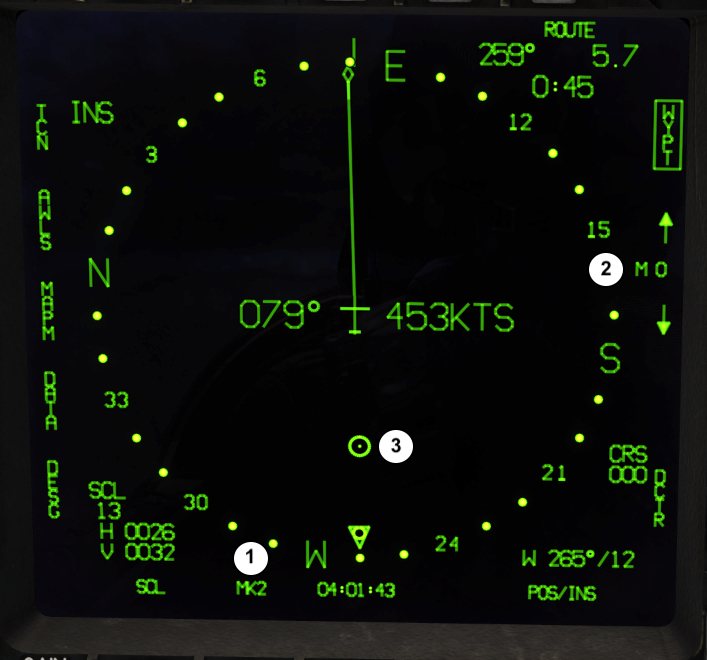 ROUTE
259° 5.7
0:45
INS
TCN
AWLS
MAPM
DATA
DESG
WYPT
E
12
15
2
M 0
S
21
24
W
30
33
N
3
6
079°
453KTS
3
CRS
000
DCTR
SCL
13
H 0026
V 0032
1
W 265°/12
SCL
MK2
04:01:43
POS/INS